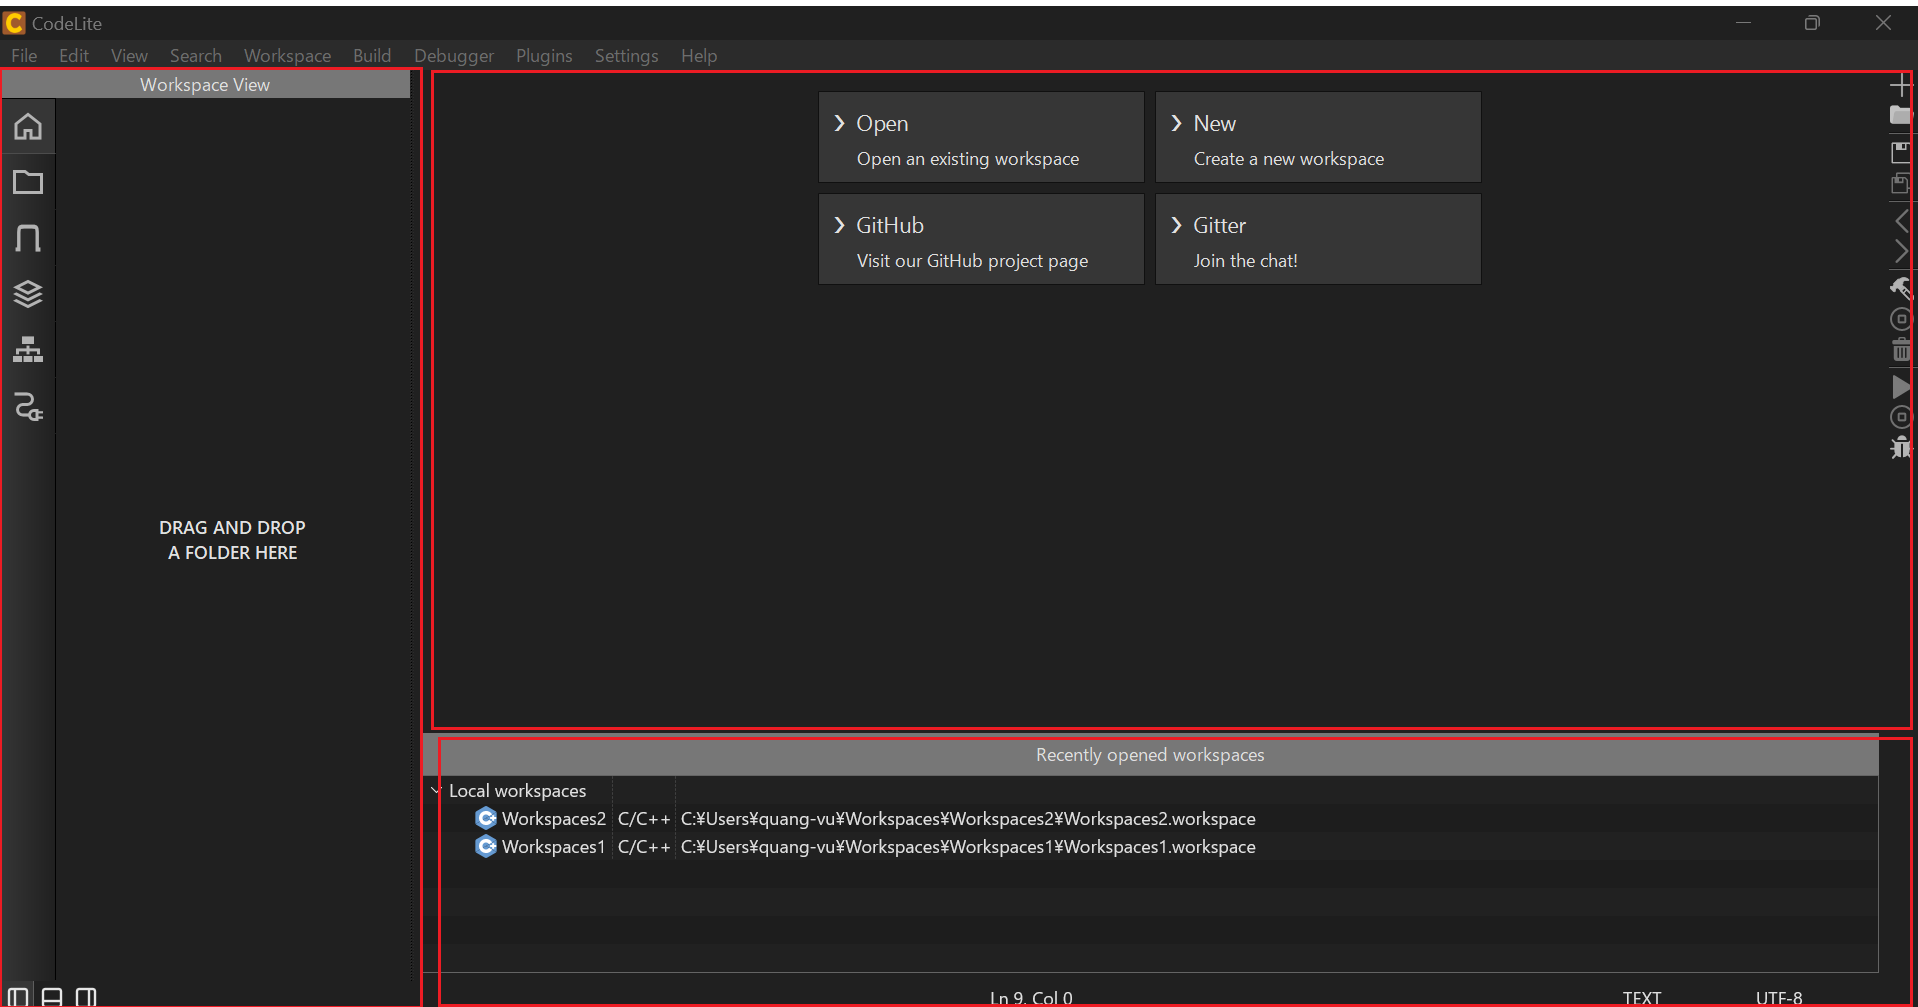 CodeLite
File Edit View Search Workspace Build Debugger Plugins Settings Help
Workspace View
DRAG AND DROP
A FOLDER HERE
Open
Open an existing workspace
New
Create a new workspace
GitHub
Visit our GitHub project page
Gitter
Join the chat!
Recently opened workspaces
Local workspaces
Workspaces2 C/C++ C:¥Users¥quang-vu¥Workspaces¥Workspaces2¥Workspaces2.workspace
Workspaces1 C/C++ C:¥Users¥quang-vu¥Workspaces¥Workspaces1¥Workspaces1.workspace
Ln 9, Col 0 TEXT UTF-8